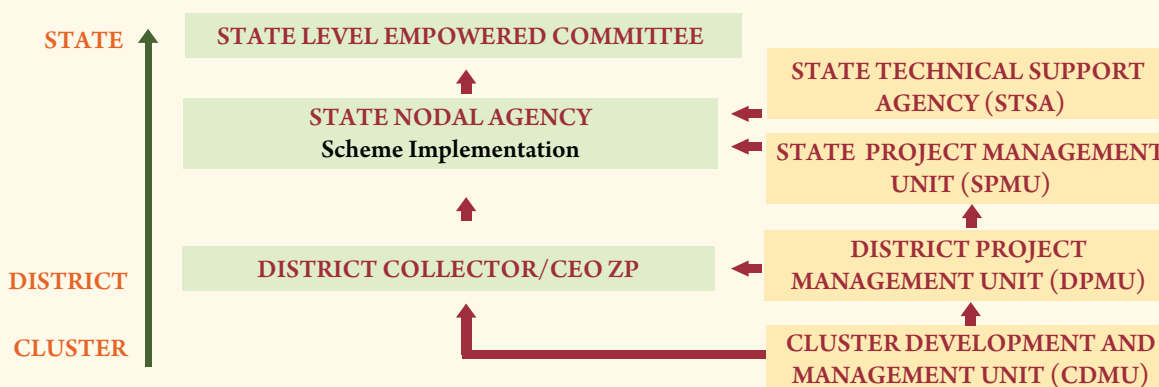 STATE
STATE LEVEL EMPOWERED COMMITTEE
STATE TECHNICAL SUPPORT
AGENCY (STSA)
STATE NODAL AGENCY
Scheme Implementation
STATE PROJECT MANAGEMENT
UNIT (SPMU)
DISTRICT
DISTRICT COLLECTOR/CEO ZP
DISTRICT PROJECT
MANAGEMENT UNIT (DPMU)
CLUSTER
CLUSTER DEVELOPMENT AND
MANAGEMENT UNIT (CDMU)